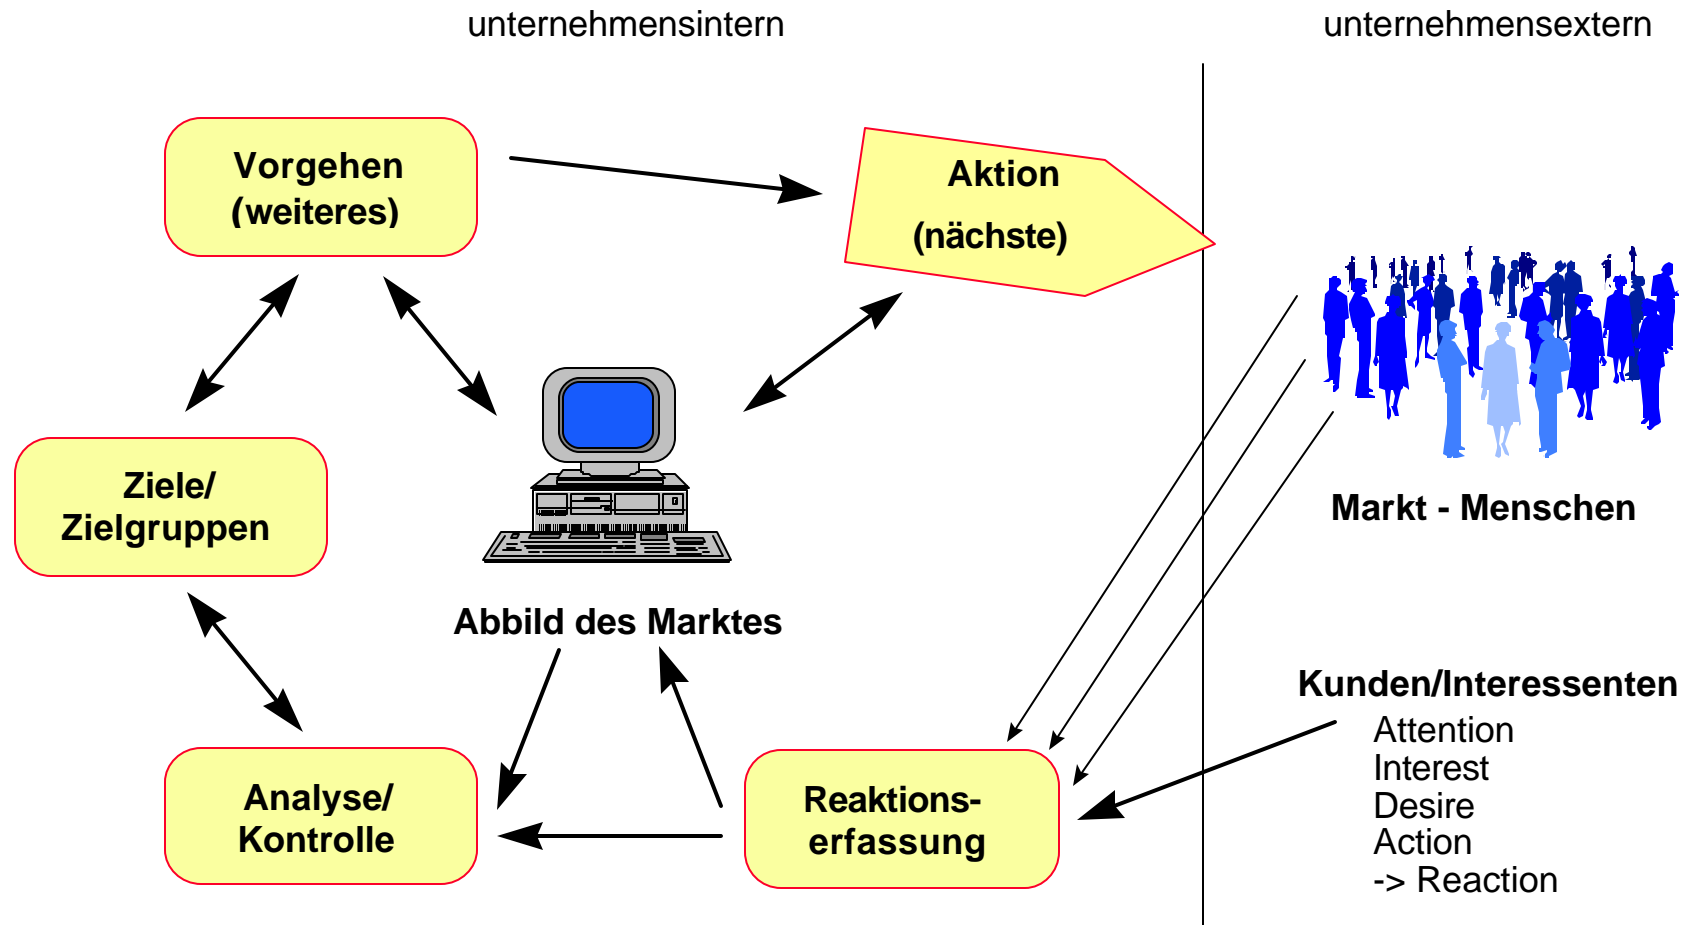 unternehmensintern
unternehmensextern
Vorgehen
(weiteres)
Aktion
(nächste)
Ziele/
Zielgruppen
Markt - Menschen
Abbild des Marktes
Kunden/Interessenten
Attention
Interest
Desire
Action
-> Reaction
Analyse/
Kontrolle
Reaktions-
erfassung